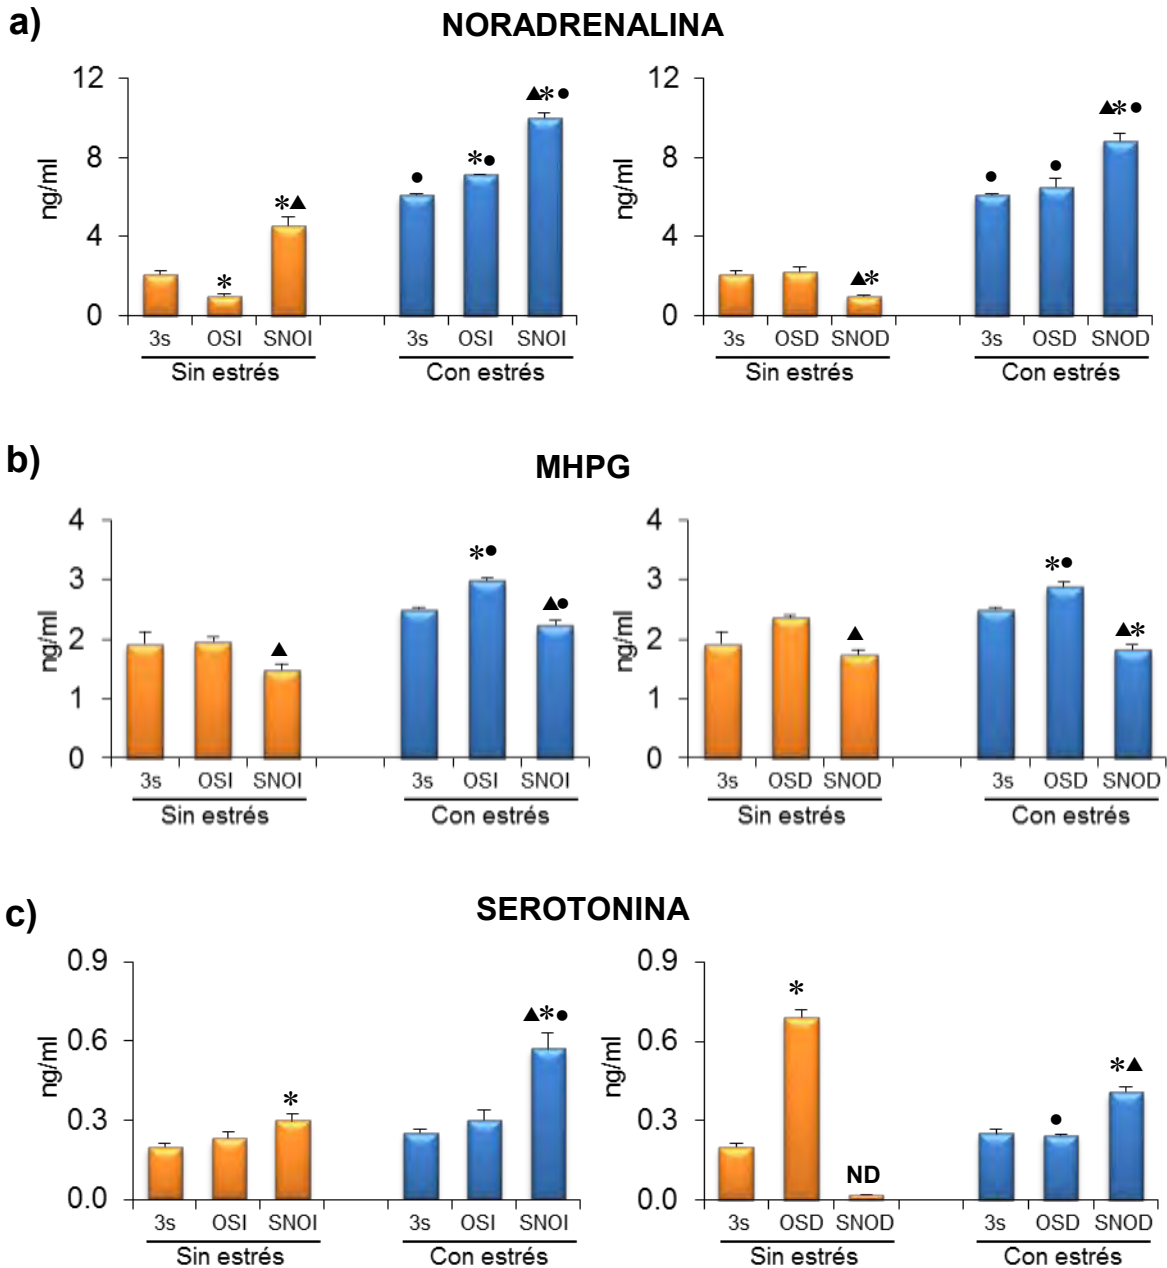 a)
NORADRENALINA
ng/ml
12
8
4
0
*
*▲
●
*●
▲*●
3s OSI SNOI 3s OSI SNOI
Sin estrés Con estrés
ng/ml
12
8
4
0
▲*
●
●
▲*●
3s OSD SNOD 3s OSD SNOD
Sin estrés Con estrés
b)
MHPG
ng/ml
4
3
2
1
0
▲
*●
▲●
3s OSI SNOI 3s OSI SNOI
Sin estrés Con estrés
ng/ml
4
3
2
1
0
▲
*●
▲*
3s OSD SNOD 3s OSD SNOD
Sin estrés Con estrés
c)
SEROTONINA
ng/ml
0.9
0.6
0.3
0.0
*
▲*●
3s OSI SNOI 3s OSI SNOI
Sin estrés Con estrés
ng/ml
0.9
0.6
0.3
0.0
*
ND
●
*▲
3s OSD SNOD 3s OSD SNOD
Sin estrés Con estrés